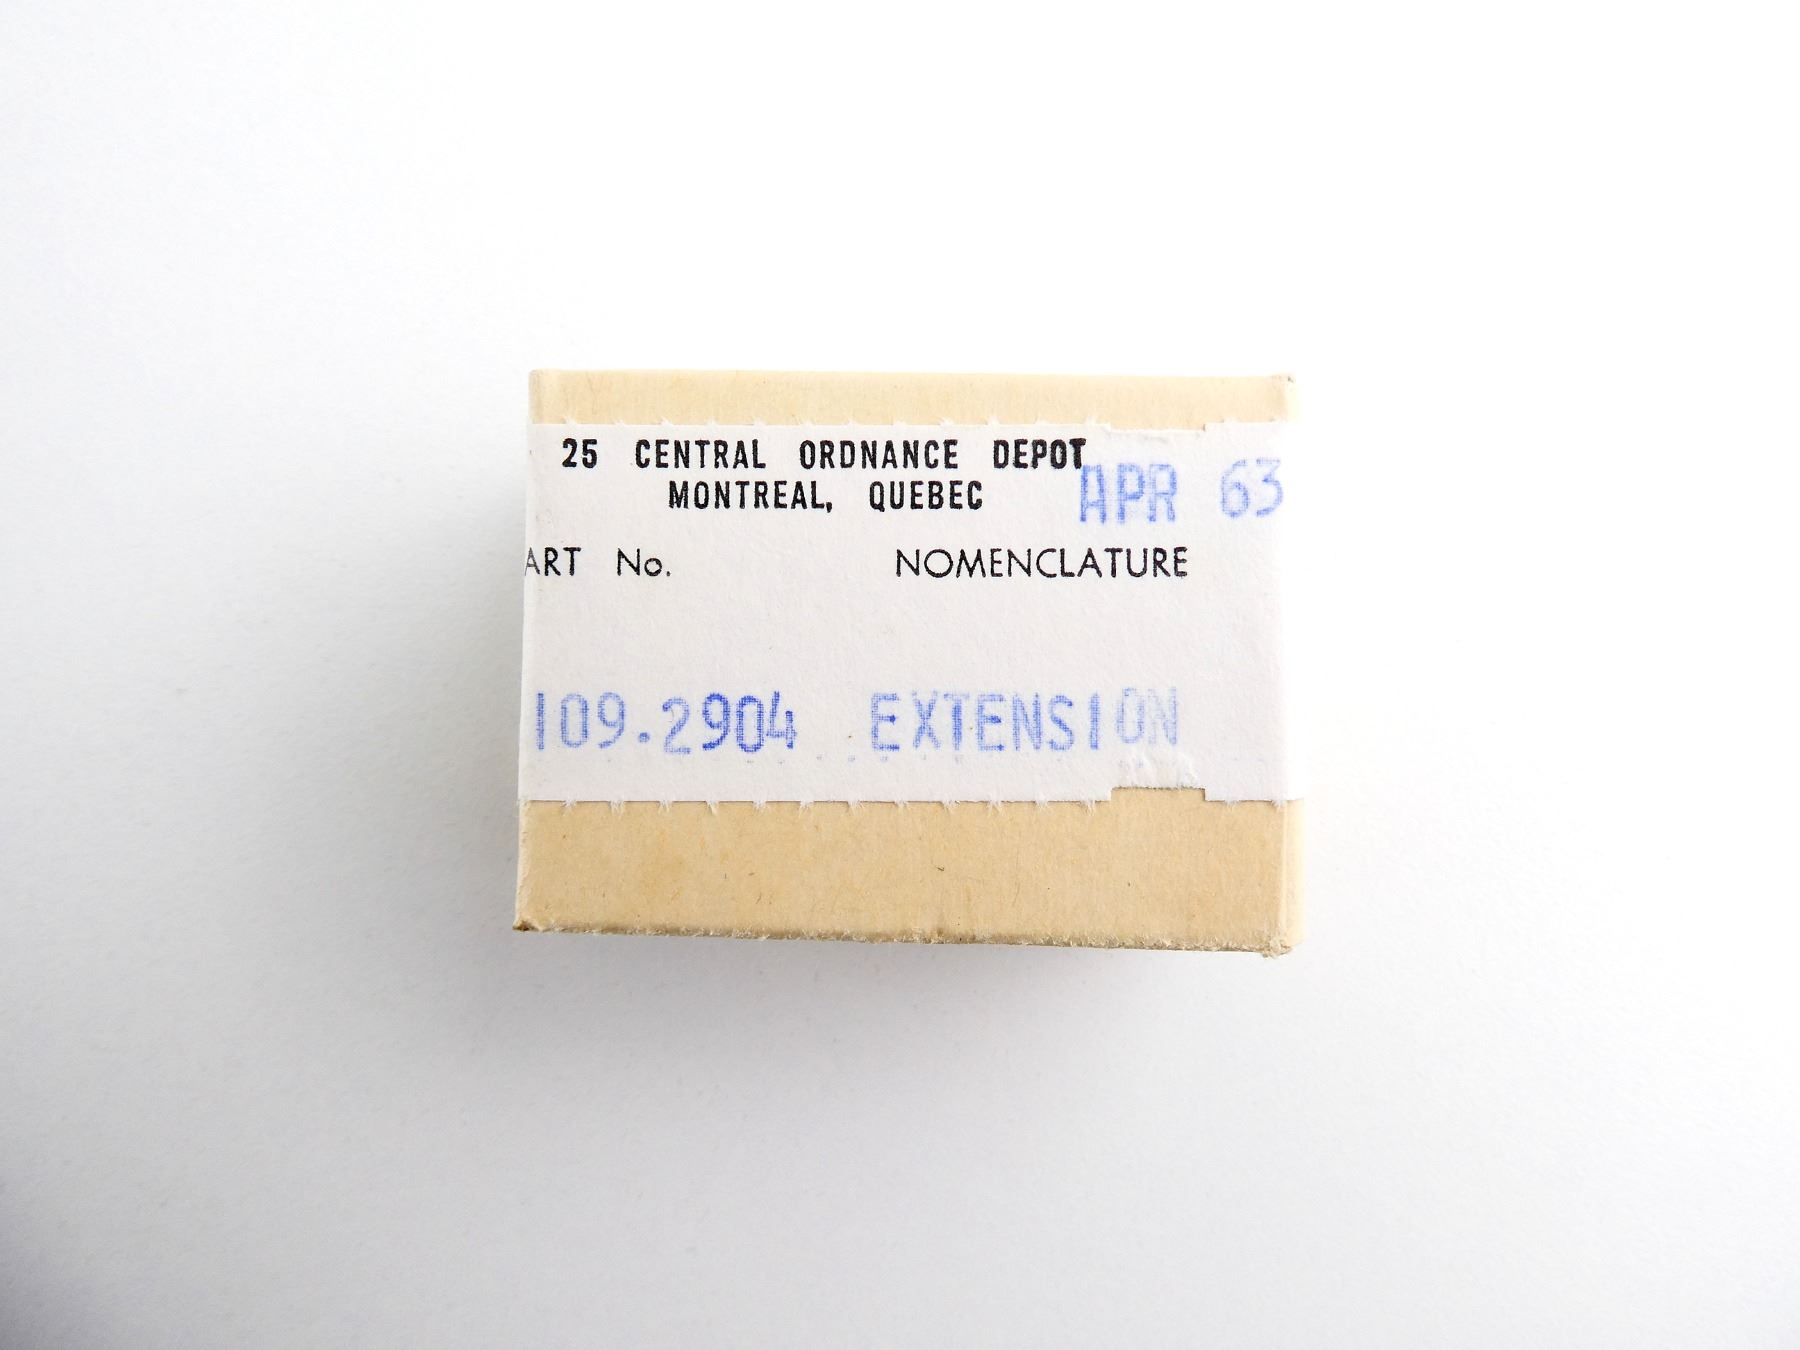 25 CENTRAL ORDNANCE DEPOT
MONTREAL, QUEBEC APR 63
ART No. NOMENCLATURE
109.2904 EXTENSION